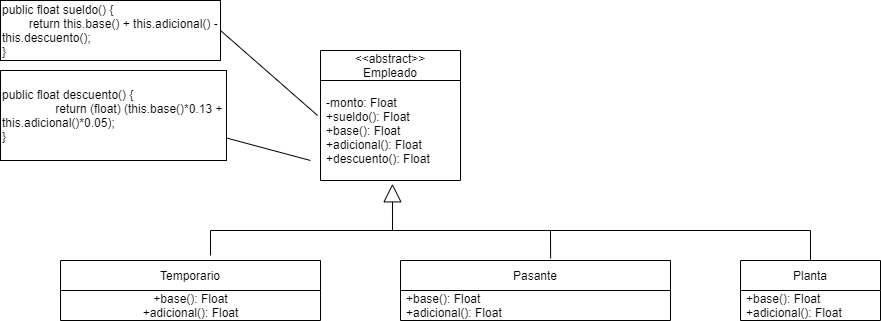 public float sueldo() {
return this.base() + this.adicional() -
this.descuento();
}
public float descuento() {
return (float) (this.base()*0.13 +
this.adicional()*0.05);
}
<<abstract>>
Empleado
-monto: Float
+sueldo(): Float
+base(): Float
+adicional(): Float
+descuento(): Float
Temporario
+base(): Float
+adicional(): Float
Pasante
+base(): Float
+adicional(): Float
Planta
+base(): Float
+adicional(): Float